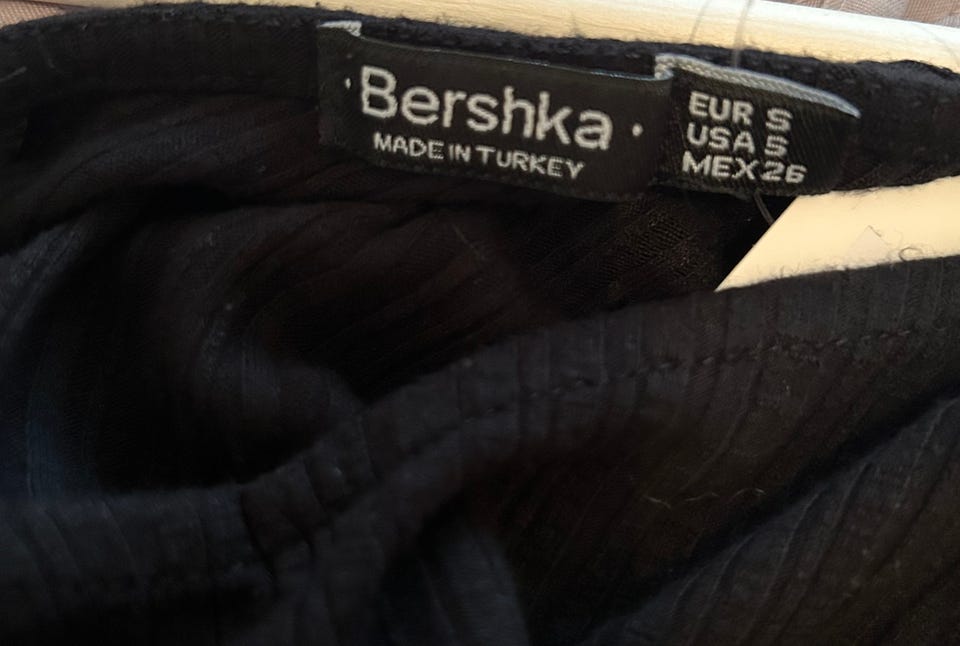 · Bershka ·
MADE IN TURKEY
EUR S
USA S
MEX 26